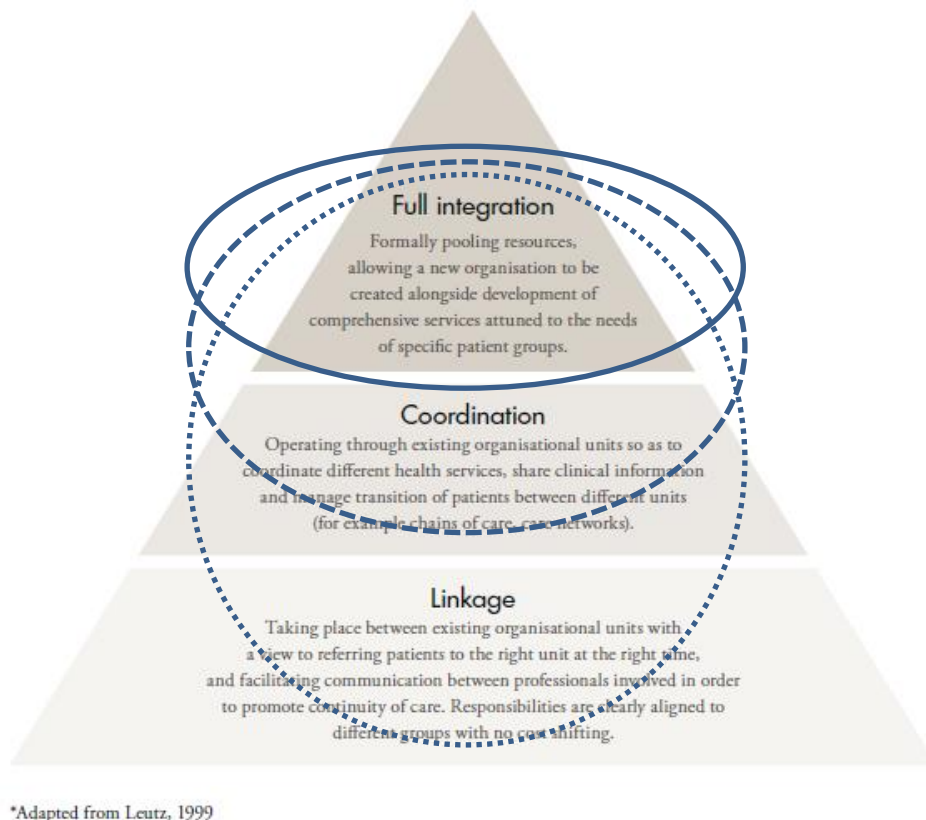 Full integration
Formally pooling resources,
allowing a new organisation to be
created alongside development of
comprehensive services attuned to the needs
of specific patient groups.
Coordination
Operating through existing organisational units so as to
coordinate different health services, share clinical information
and manage transition of patients between different units
(for example chains of care, care networks).
Linkage
Taking place between existing organisational units with
a view to referring patients to the right unit at the right time,
and facilitating communication between professionals involved in order
to promote continuity of care. Responsibilities are clearly aligned to
different groups with no cost shifting.
*Adapted from Leutz, 1999